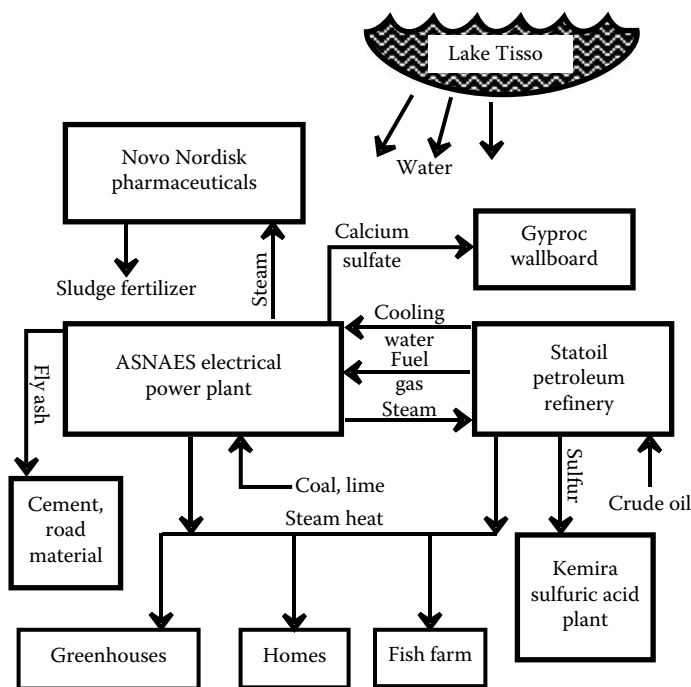 Lake Tisso
Water
Novo Nordisk
pharmaceuticals
Sludge fertilizer
Steam
Calcium
sulfate
Gyproc
wallboard
ASNAES electrical
power plant
Cooling
water
Fuel
gas
Steam
Statoil
petroleum
refinery
Fly ash
Cement,
road
material
Coal, lime
Steam heat
Sulfur
Crude oil
Kemira
sulfuric acid
plant
Greenhouses
Homes
Fish farm